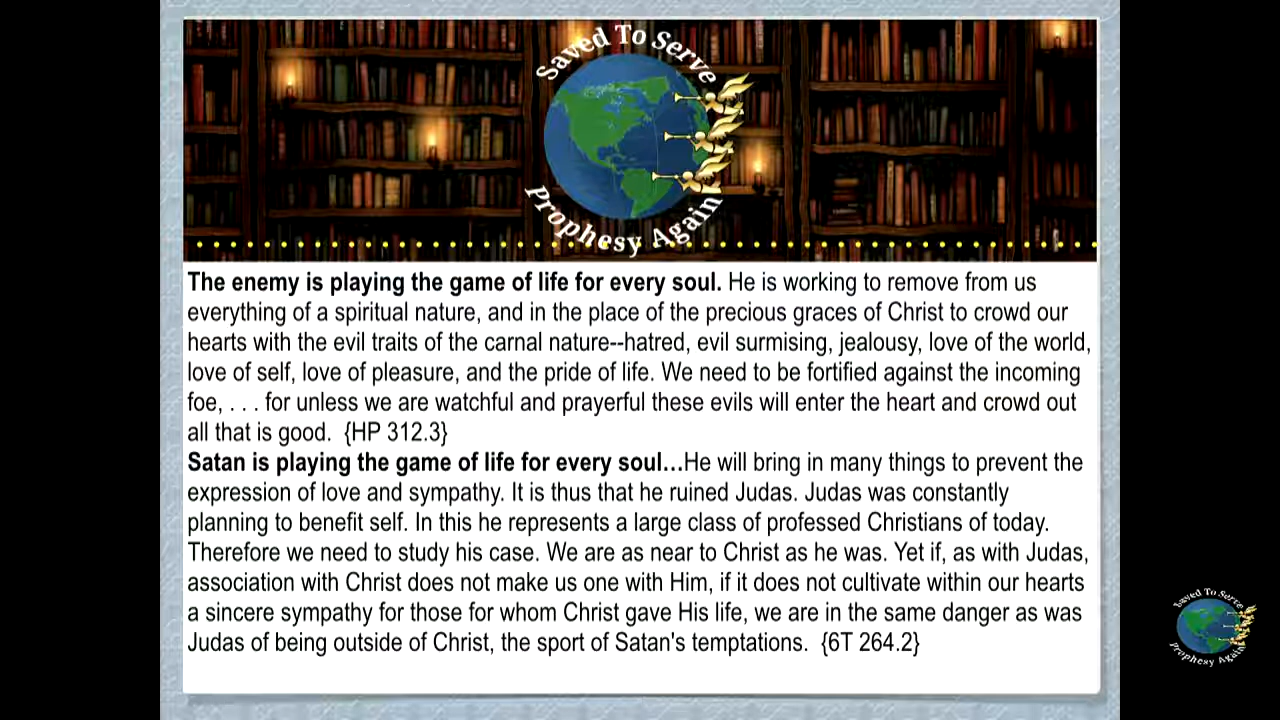 Saved To Serve
Prophesy Again
The enemy is playing the game of life for every soul. He is working to remove from us
everything of a spiritual nature, and in the place of the precious graces of Christ to crowd our
hearts with the evil traits of the carnal nature--hatred, evil surmising, jealousy, love of the world,
love of self, love of pleasure, and the pride of life. We need to be fortified against the incoming
foe, . . . for unless we are watchful and prayerful these evils will enter the heart and crowd out
all that is good.  {HP 312.3}
Satan is playing the game of life for every soul…He will bring in many things to prevent the
expression of love and sympathy. It is thus that he ruined Judas. Judas was constantly
planning to benefit self. In this he represents a large class of professed Christians of today.
Therefore we need to study his case. We are as near to Christ as he was. Yet if, as with Judas,
association with Christ does not make us one with Him, if it does not cultivate within our hearts
a sincere sympathy for those for whom Christ gave His life, we are in the same danger as was
Judas of being outside of Christ, the sport of Satan's temptations.  {6T 264.2}
Saved To Serve
Prophesy Again